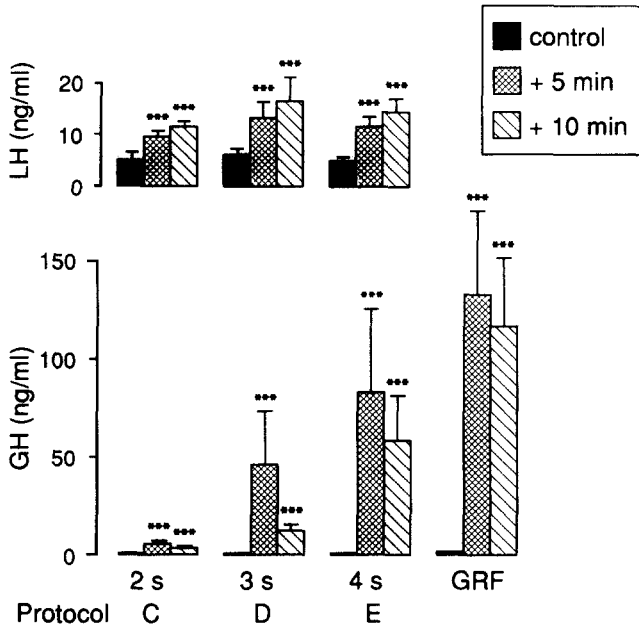 control
+ 5 min
+ 10 min
LH (ng/ml)
20
10
0
*** ***
*** ***
*** ***
GH (ng/ml)
150
100
50
0
*** ***
*** ***
*** ***
*** ***
2 s 3 s 4 s GRF
Protocol C D E